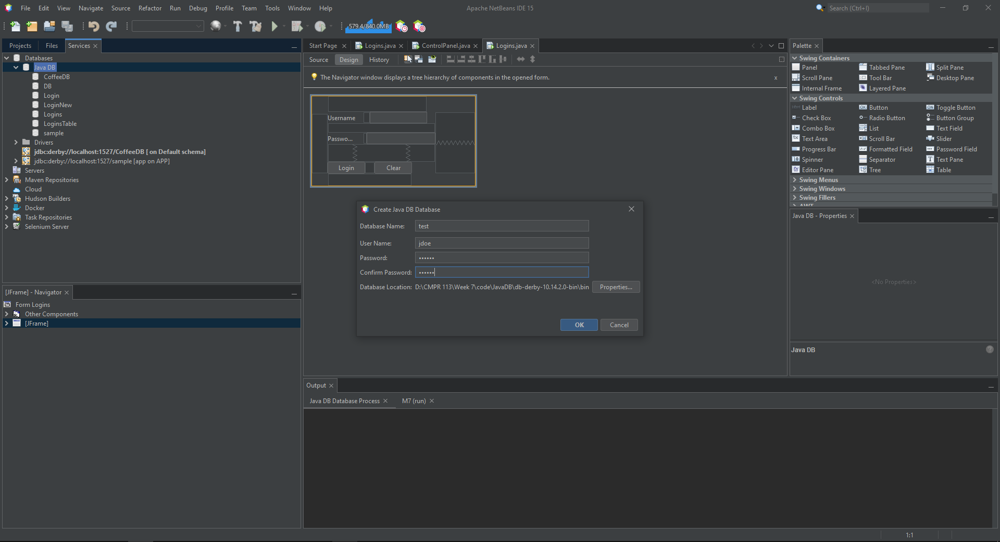 File Edit View Navigate Source Refactor Run Debug Profile Team Tools Window Help
Apache NetBeans IDE 15
Search (Ctrl+I)
579.4/840.0MB
Projects Files Services
Databases
Java DB
CoffeeDB
DB
Login
LoginNew
Logins
LoginsTable
sample
Drivers
jdbc:derby://localhost:1527/CoffeeDB [ on Default schema]
jdbc:derby://localhost:1527/sample [app on APP]
Servers
Maven Repositories
Cloud
Hudson Builders
Docker
Task Repositories
Selenium Server
[JFrame] - Navigator
Form Logins
Other Components
[JFrame]
Start Page Logins.java ControlPanel.java Logins.java
Source Design History
The Navigator window displays a tree hierarchy of components in the opened form. x
Username
Passwo...
Login Clear
Create Java DB Database
Database Name: test
User Name: jdoe
Password: ••••••
Confirm Password: ••••••
Database Location: D:\CMPR 113\Week 7\code\JavaDB\db-derby-10.14.2.0-bin\bin Properties...
OK Cancel
Output
Java DB Database Process M7 (run)
Palette
Swing Containers
Panel Tabbed Pane Split Pane
Scroll Pane Tool Bar Desktop Pane
Internal Frame Layered Pane
Swing Controls
Label OK Button ON Toggle Button
Check Box Radio Button Button Group
Combo Box List Text Field
Text Area Scroll Bar Slider
Progress Bar Formatted Field Password Field
Spinner Separator Text Pane
Editor Pane Tree Table
Swing Menus
Swing Windows
Swing Fillers
AWT
Java DB - Properties
<No Properties>
Java DB
1:1